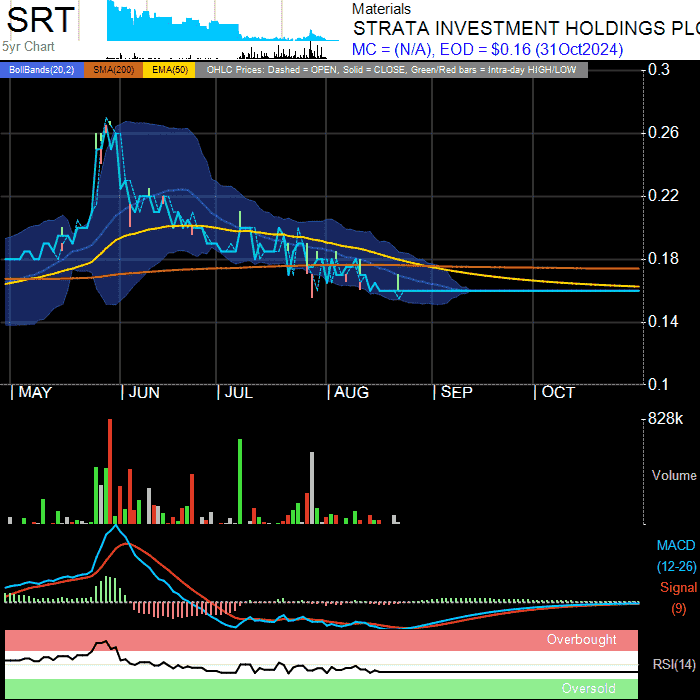 SRT
5yr Chart
Materials
STRATA INVESTMENT HOLDINGS PLC
MC = (N/A), EOD = $0.16 (31Oct2024)
BollBands(20,2) SMA(200) EMA(50) OHLC Prices: Dashed = OPEN, Solid = CLOSE, Green/Red bars = Intra-day HIGH/LOW
0.3
0.26
0.22
0.18
0.14
0.1
MAY JUN JUL AUG SEP OCT
828k
Volume
MACD
(12-26)
Signal
(9)
Overbought
RSI(14)
Oversold